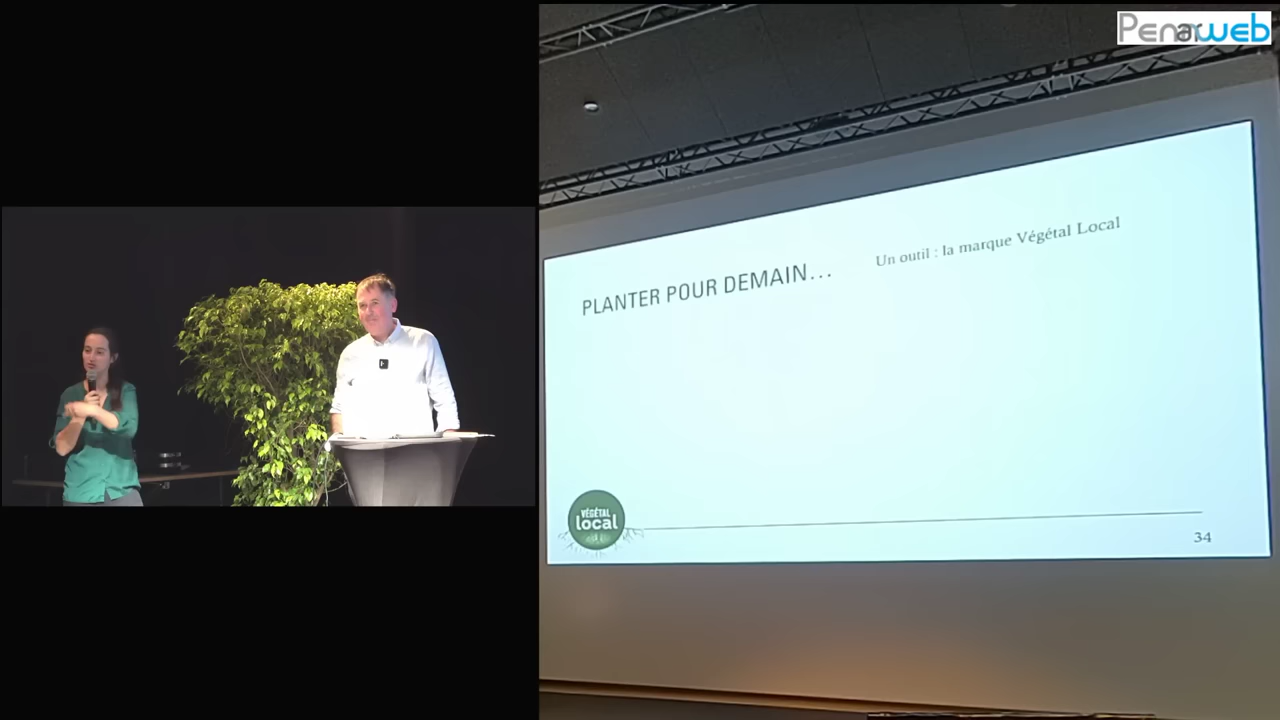 Penarweb
Un outil : la marque Végétal Local
PLANTER POUR DEMAIN…
VÉGÉTAL
local
34